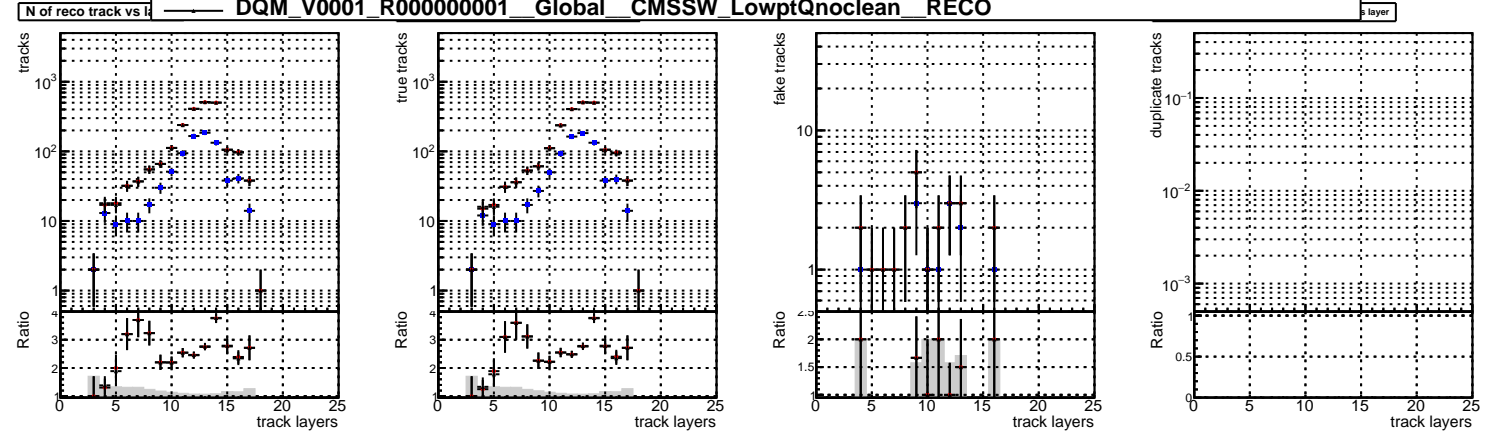 N of reco track vs la
DQM_V0001_R000000001__Global__CMSSW_LowptQnoclean__RECO
s layer
tracks
10³
10²
10
1
Ratio
4
3
2
1
0 5 10 15 20 25
track layers
true tracks
10³
10²
10
1
Ratio
4
3
2
1
0 5 10 15 20 25
track layers
fake tracks
10
1
Ratio
2.5
2
1.5
1
0 5 10 15 20 25
track layers
duplicate tracks
10⁻¹
10⁻²
10⁻³
Ratio
1
0.5
0
0 5 10 15 20 25
track layers